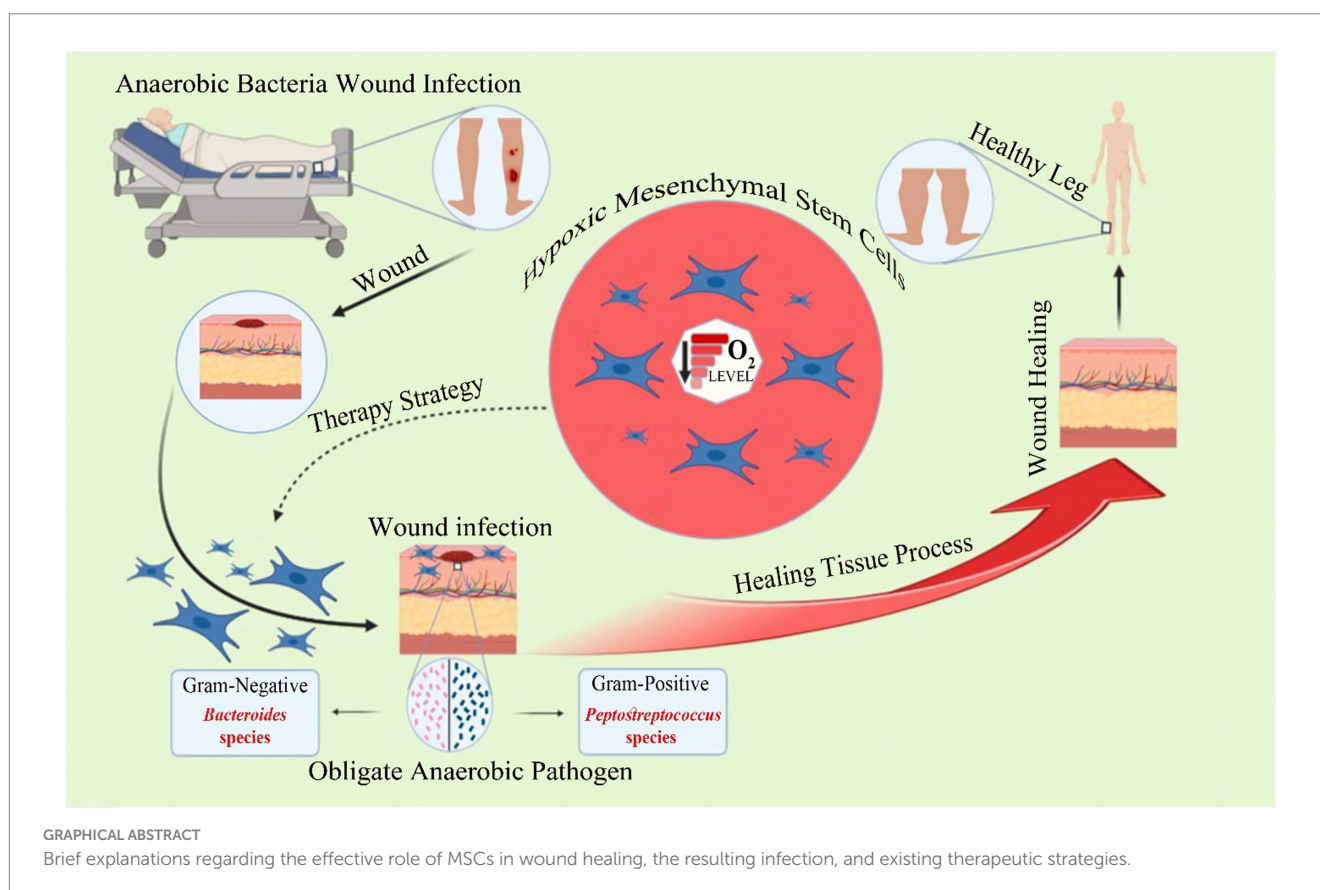 Anaerobic Bacteria Wound Infection
Wound
Hypoxic Mesenchymal Stem Cells
O2
LEVEL
Healthy Leg
Therapy Strategy
Wound Healing
Wound infection
Healing Tissue Process
Gram-Negative
Bacteroides
species
Gram-Positive
Peptostreptococcus
species
Obligate Anaerobic Pathogen
GRAPHICAL ABSTRACT
Brief explanations regarding the effective role of MSCs in wound healing, the resulting infection, and existing therapeutic strategies.